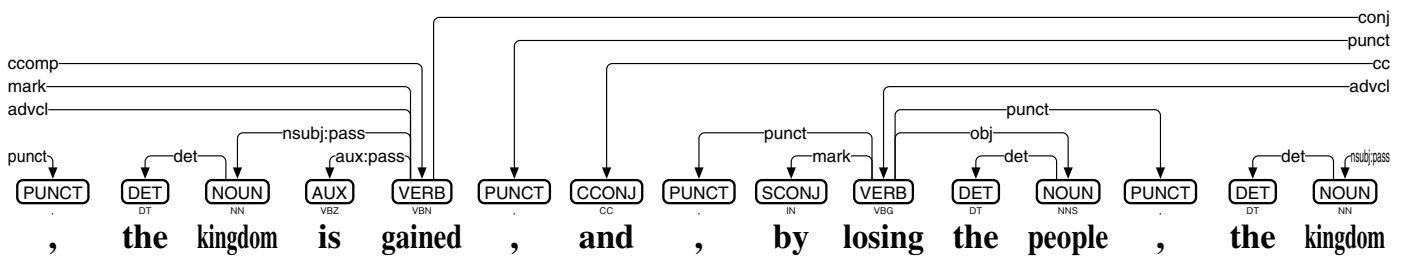 conj
punct
ccomp cc
mark advcl
advcl punct
nsubj:pass punct obj
punct det aux:pass mark det det nsubj:pass
PUNCT DET NOUN AUX VERB PUNCT CCONJ PUNCT SCONJ VERB DET NOUN PUNCT DET NOUN
, DT NN VBZ VBN , CC , IN VBG DT NNS , DT NN
, the kingdom is gained , and , by losing the people , the kingdom